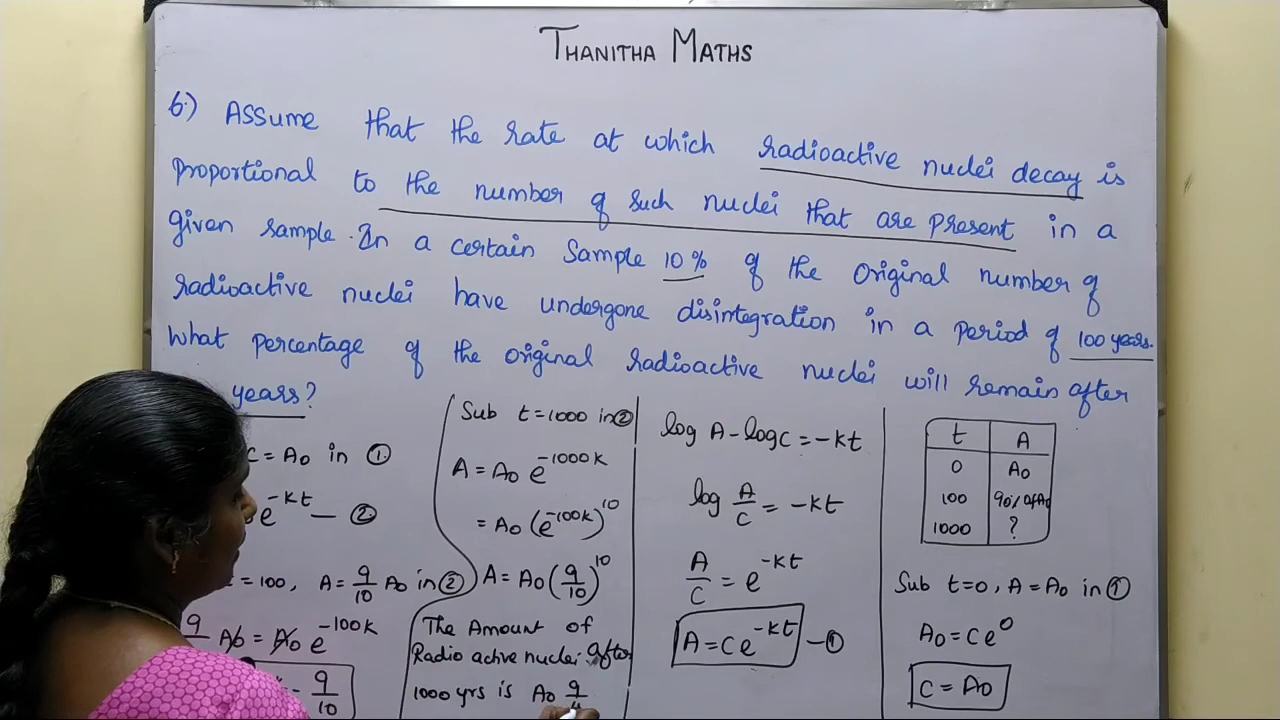 THANITHA MATHS
6.) Assume that the rate at which radioactive nuclei decay is
proportional to the number of such nuclei that are present in a
given sample. In a certain sample 10% of the original number of
radioactive nuclei have undergone disintegration in a period of 100 years.
What percentage of the original radioactive nuclei will remain after
years?
C = A₀ in ①
e^{-kt} — ②
= 100, A = 9/10 A₀ in ②
9 A₀ = A₀ e^{-100k}
9/10
Sub t=1000 in ②
A = A₀ e^{-1000k}
= A₀ (e^{-100k})^{10}
A = A₀ (9/10)^{10}
The Amount of
Radio active nuclei after
1000 yrs is A₀ 9
log A - log C = -kt
log A/C = -kt
A/C = e^{-kt}
A = C e^{-kt} — ①
t A
0 A₀
100 90% of A₀
1000 ?
Sub t=0, A = A₀ in ①
A₀ = C e⁰
C = A₀